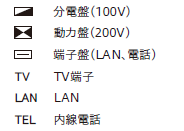 分電盤（100V）
動力盤（200V）
端子盤（LAN、電話）
TV TV端子
LAN LAN
TEL 内線電話